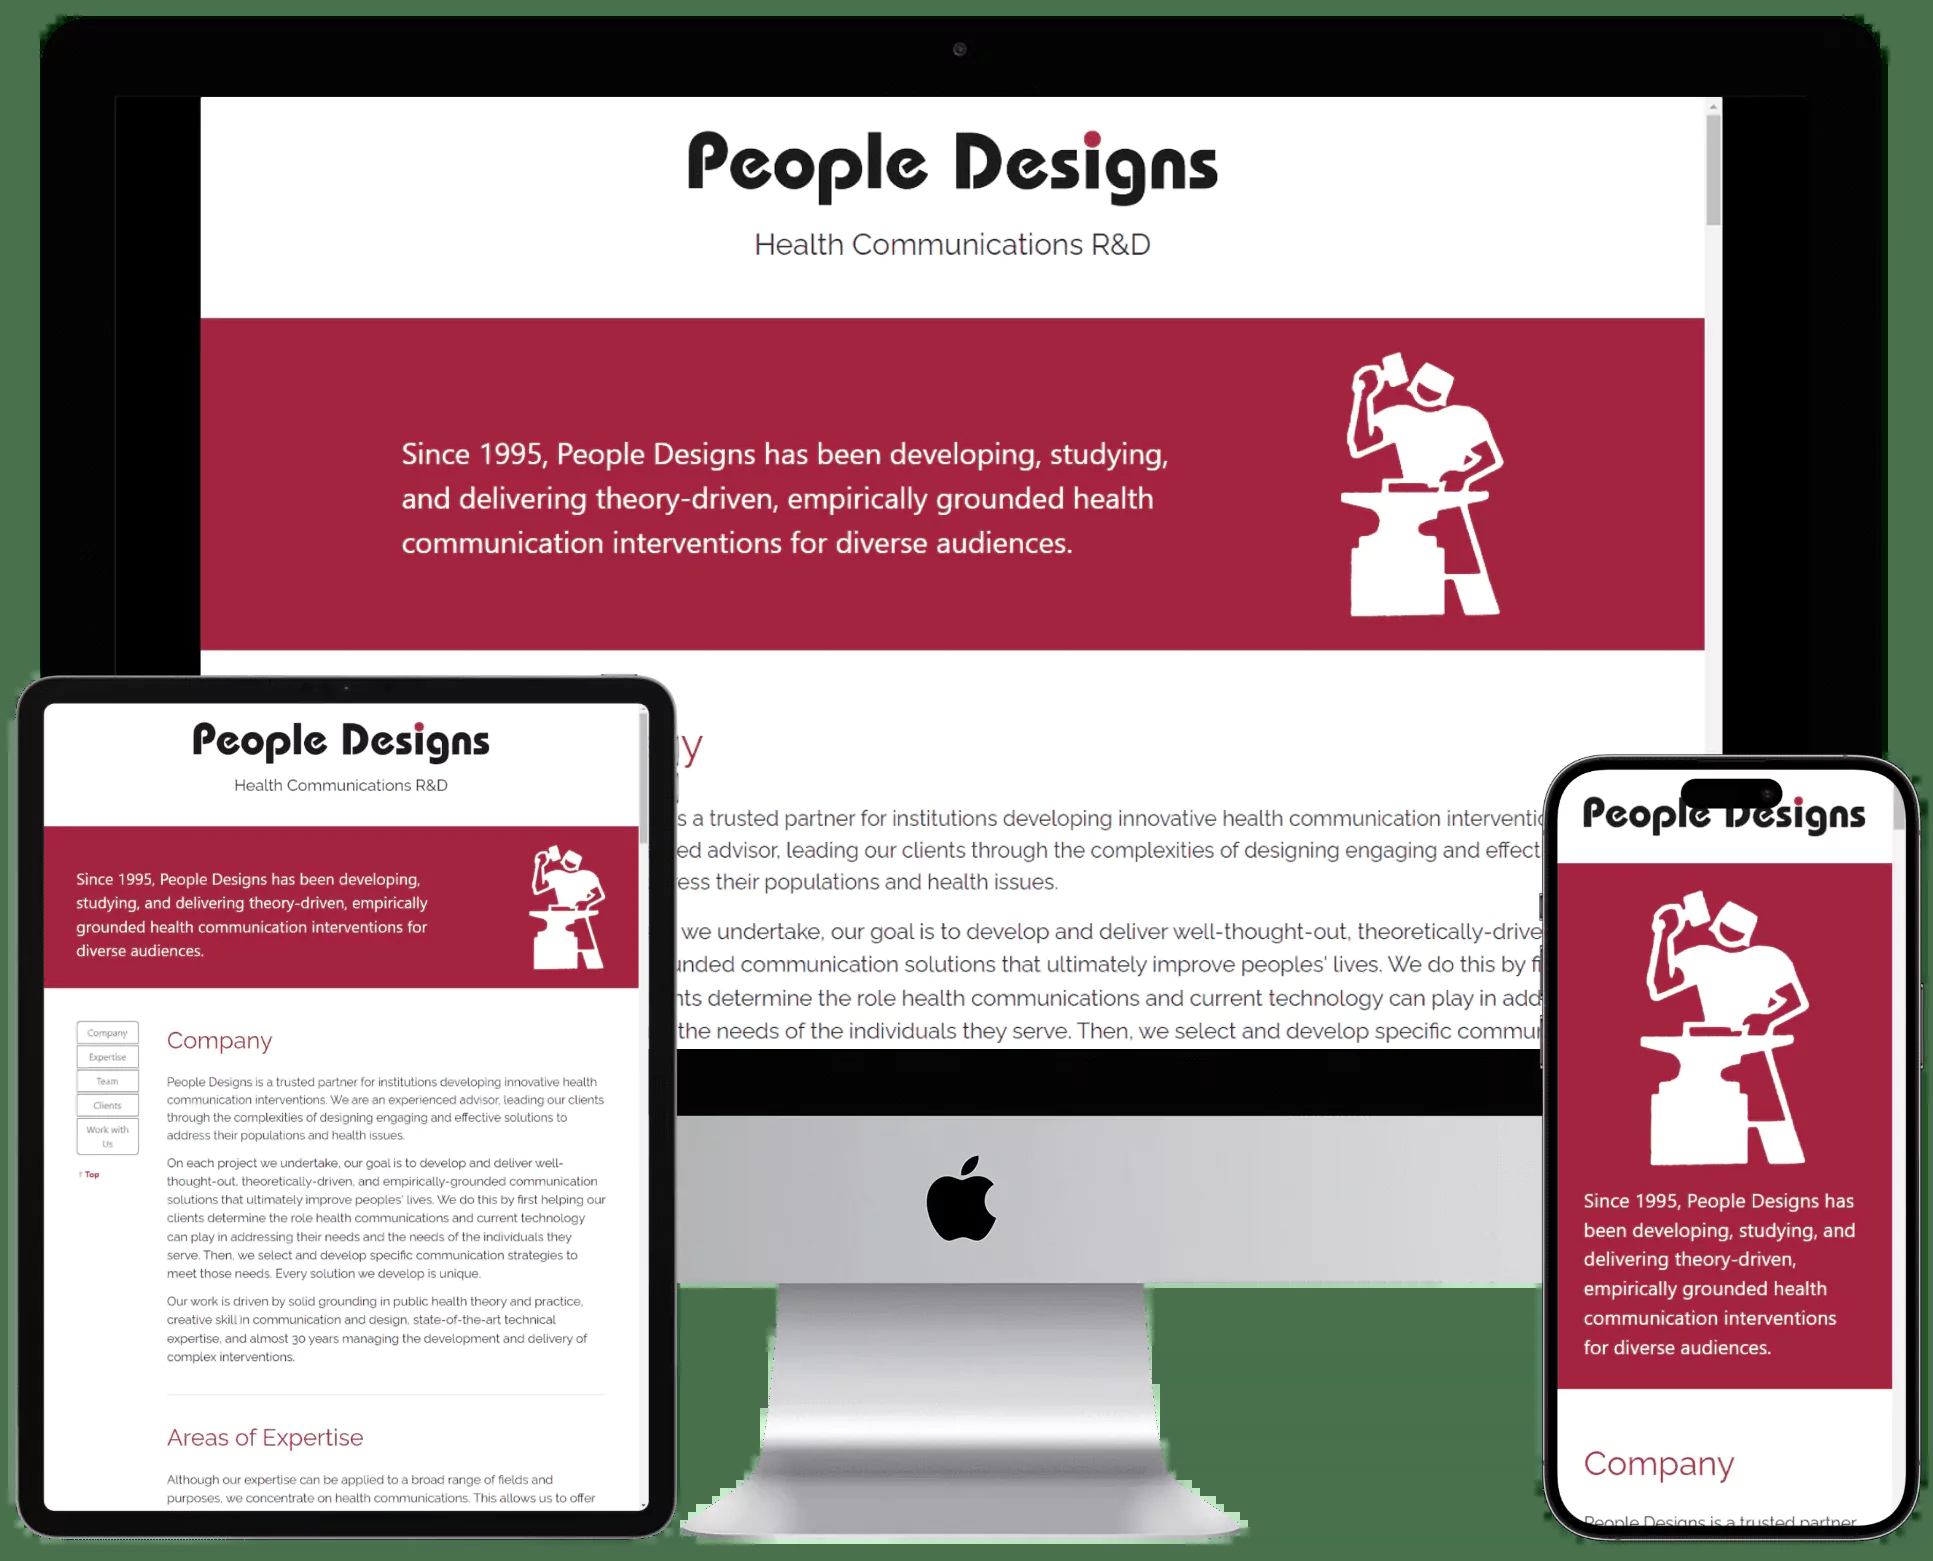 People Designs
Health Communications R&D
Since 1995, People Designs has been developing, studying,
and delivering theory-driven, empirically grounded health
communication interventions for diverse audiences.
y
s a trusted partner for institutions developing innovative health communication interventio
ed advisor, leading our clients through the complexities of designing engaging and effect
ess their populations and health issues.
we undertake, our goal is to develop and deliver well-thought-out, theoretically-drive
unded communication solutions that ultimately improve peoples' lives. We do this by fi
nts determine the role health communications and current technology can play in add
the needs of the individuals they serve. Then, we select and develop specific commun
People Designs
Health Communications R&D
Since 1995, People Designs has been developing,
studying, and delivering theory-driven, empirically
grounded health communication interventions for
diverse audiences.
Company
Expertise
Team
Clients
Work with
Us
↑ Top
Company
People Designs is a trusted partner for institutions developing innovative health
communication interventions. We are an experienced advisor, leading our clients
through the complexities of designing engaging and effective solutions to
address their populations and health issues.
On each project we undertake, our goal is to develop and deliver well-
thought-out, theoretically-driven, and empirically-grounded communication
solutions that ultimately improve peoples' lives. We do this by first helping our
clients determine the role health communications and current technology
can play in addressing their needs and the needs of the individuals they
serve. Then, we select and develop specific communication strategies to
meet those needs. Every solution we develop is unique.
Our work is driven by solid grounding in public health theory and practice,
creative skill in communication and design, state-of-the-art technical
expertise, and almost 30 years managing the development and delivery of
complex interventions.
Areas of Expertise
Although our expertise can be applied to a broad range of fields and
purposes, we concentrate on health communications. This allows us to offer
People Designs
Since 1995, People Designs has
been developing, studying, and
delivering theory-driven,
empirically grounded health
communication interventions
for diverse audiences.
Company
People Designs is a trusted partner